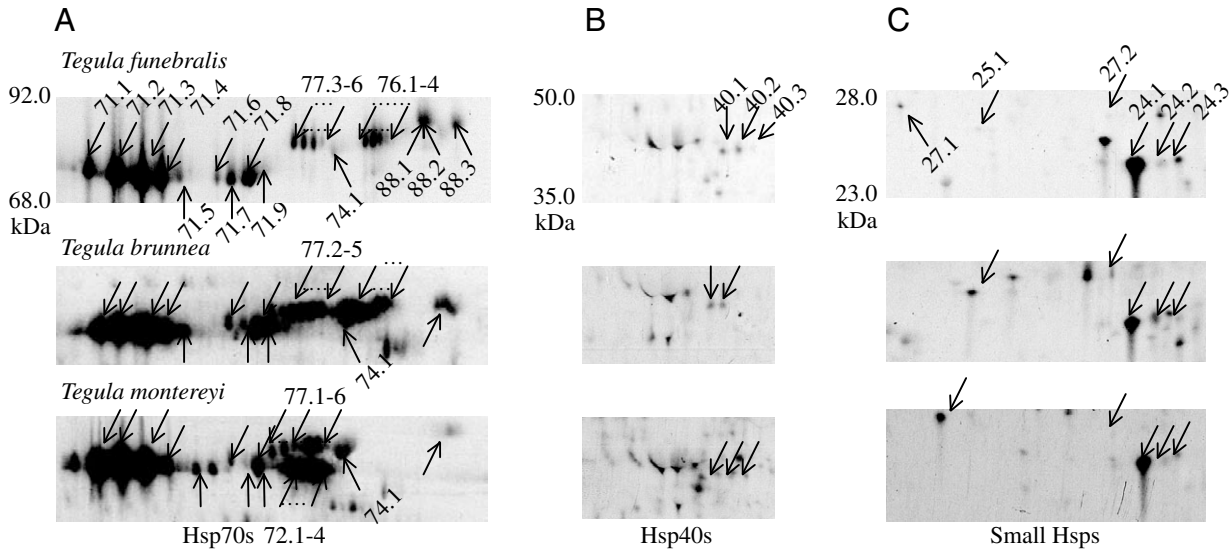 A
B
C
Tegula funebralis
92.0
71.1
71.2
71.3
71.4
71.6
71.8
77.3-6
76.1-4
68.0
kDa
71.5
71.7
71.9
74.1
88.1
88.2
88.3
50.0
40.1
40.2
40.3
35.0
kDa
28.0
25.1
27.2
24.1
24.2
24.3
27.1
23.0
kDa
Tegula brunnea
77.2-5
74.1
Tegula montereyi
77.1-6
74.1
Hsp70s 72.1-4
Hsp40s
Small Hsps